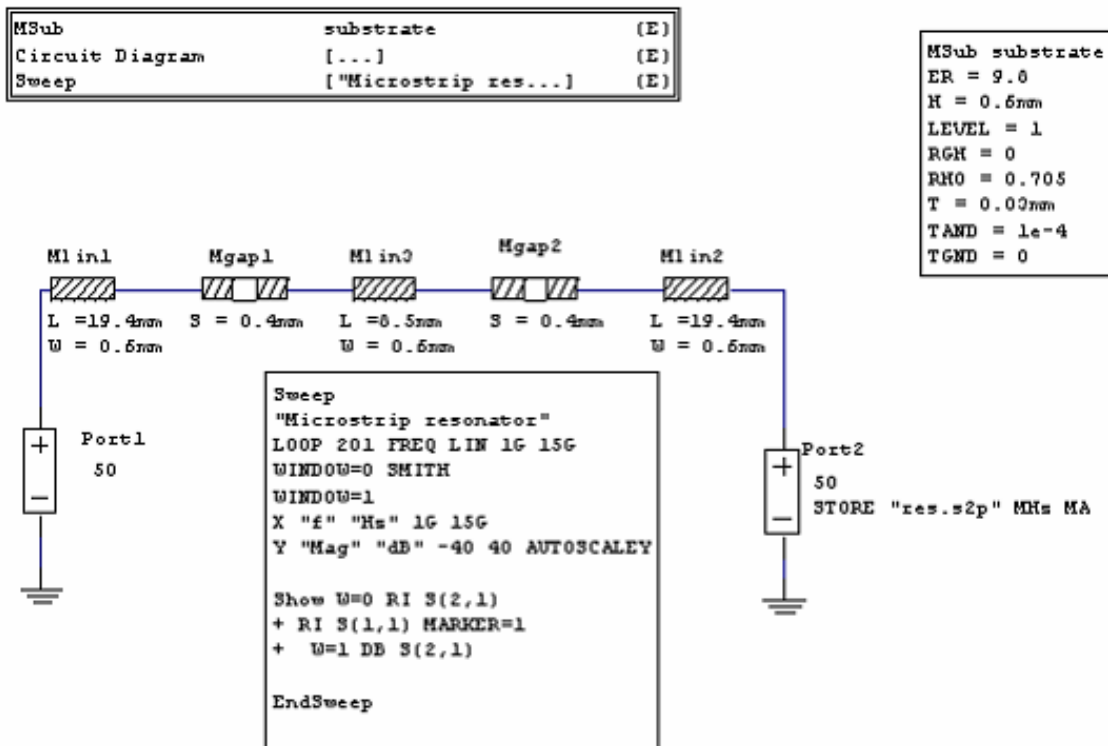 MSub substrate (E)
Circuit Diagram [...] (E)
Sweep ["Microstrip res...] (E)
MSub substrate
ER = 9.8
H = 0.6mm
LEVEL = 1
RGH = 0
RHO = 0.705
T = 0.03mm
TAND = 1e-4
TGND = 0
Mlin1 Mgap1 Mlin3 Mgap2 Mlin2
L =19.4mm S = 0.4mm L =8.5mm S = 0.4mm L =19.4mm
W = 0.6mm W = 0.6mm W = 0.6mm
Port1
50
Sweep
"Microstrip resonator"
LOOP 201 FREQ LIN 1G 15G
WINDOW=0 SMITH
WINDOW=1
X "f" "Hs" 1G 15G
Y "Mag" "dB" -40 40 AUTOSCALEY
Show W=0 RI S(2,1)
+ RI S(1,1) MARKER=1
+ W=1 DB S(2,1)
EndSweep
Port2
50
STORE "res.s2p" MHs MA